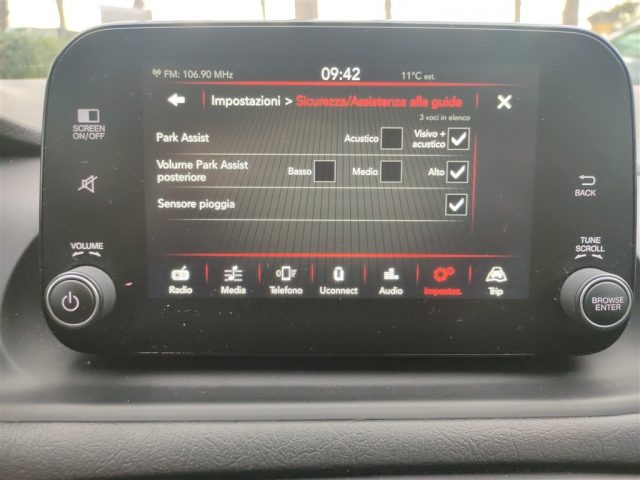 FM: 106.90 MHz 09:42 11°C est.
Impostazioni > Sicurezza/Assistenza alla guida
3 voci in elenco
Park Assist Acustico Visivo + acustico
Volume Park Assist posteriore Basso Medio Alto
Sensore pioggia
Radio Media Telefono Uconnect Audio Impostaz. Trip
SCREEN
ON/OFF
VOLUME
BACK
TUNE
SCROLL
BROWSE
ENTER